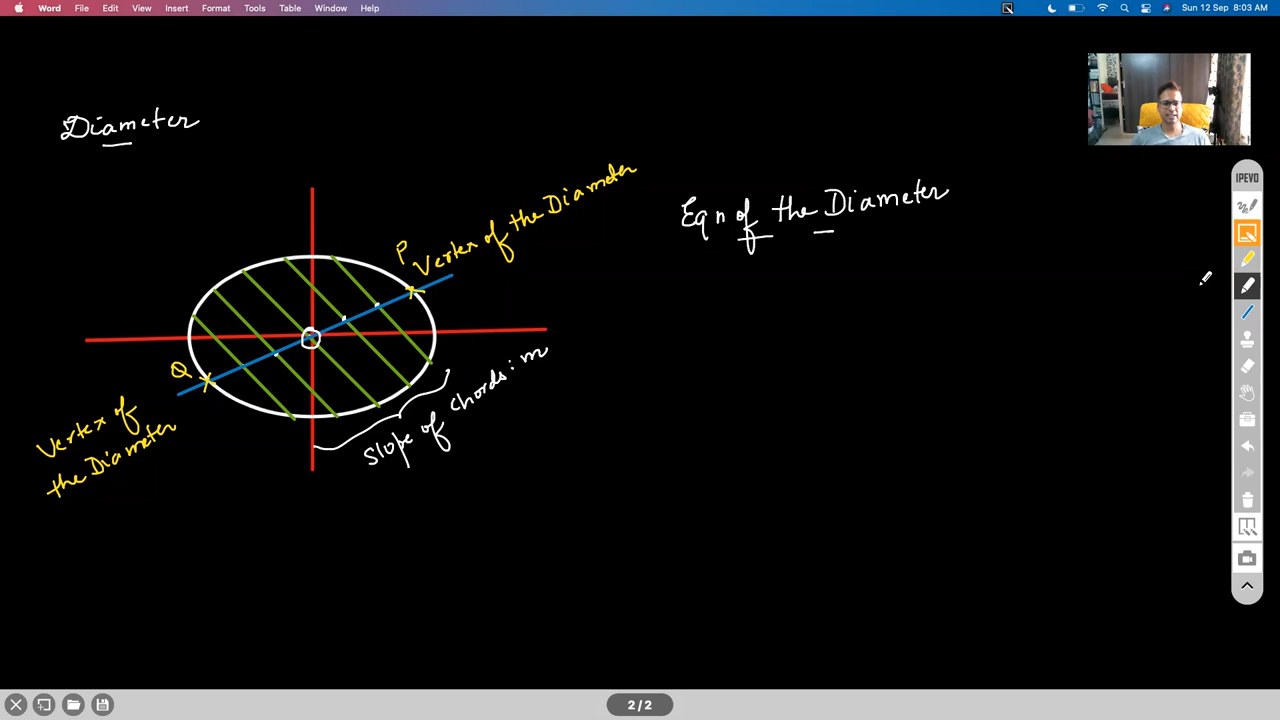 Word File Edit View Insert Format Tools Table Window Help
Sun 12 Sep 8:03 AM
Diameter
Eqn of the Diameter
P
Vertex of the Diameter
Q
Vertex of
the Diameter
Slope of chords: m
IPEVO
2/2